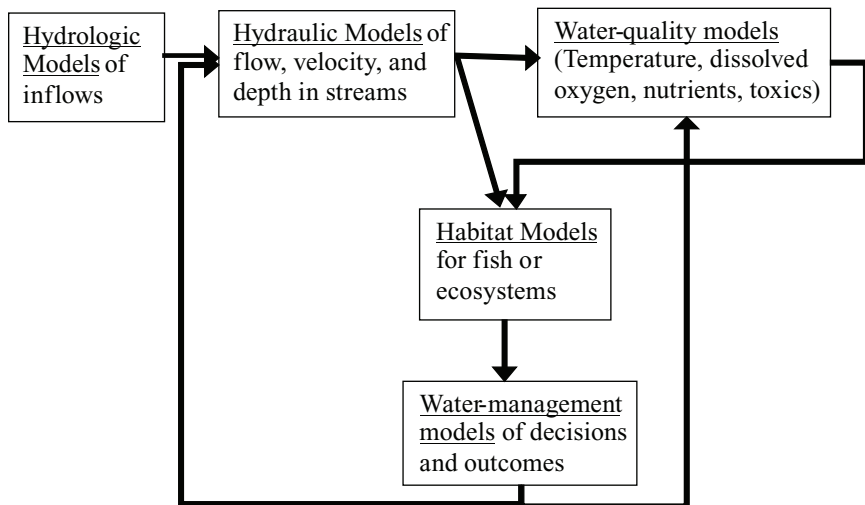 Hydrologic
Models of
inflows
Hydraulic Models of
flow, velocity, and
depth in streams
Water-quality models
(Temperature, dissolved
oxygen, nutrients, toxics)
Habitat Models
for fish or
ecosystems
Water-management
models of decisions
and outcomes